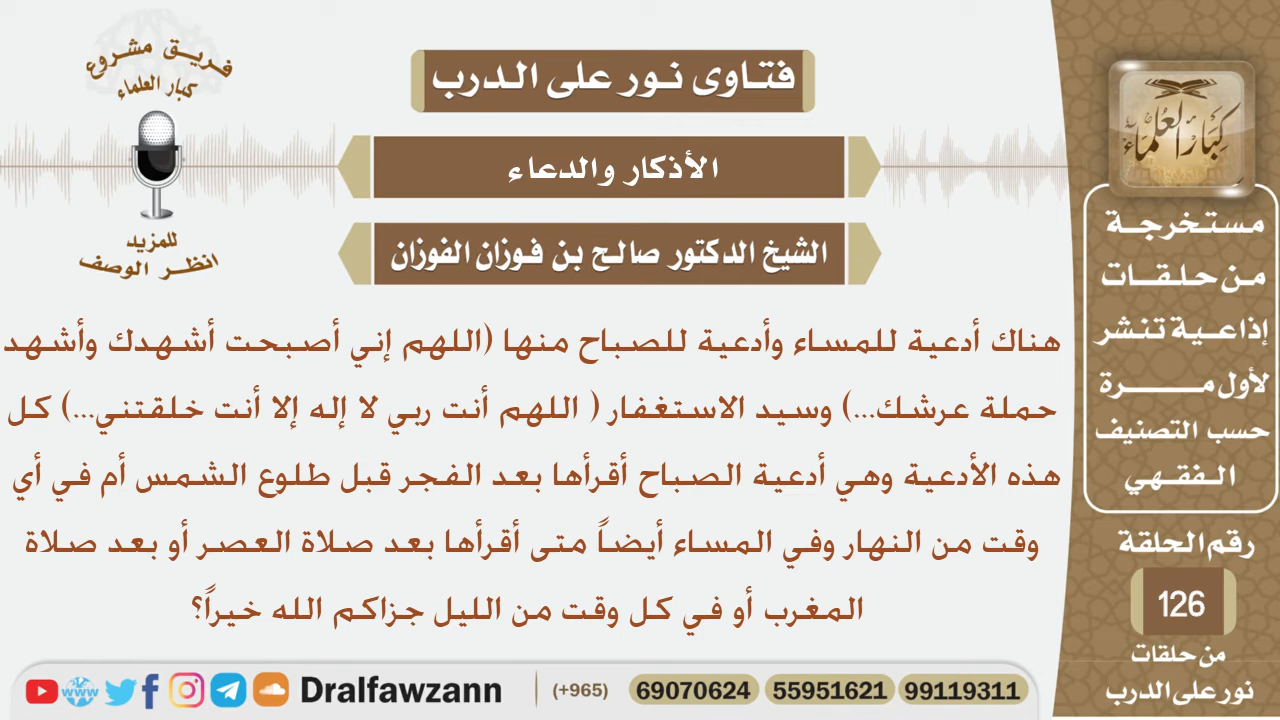 فريق مشروع
كبار العلماء
للمزيد
انظر الوصف
فتاوى نور على الدرب
الأذكار والدعاء
الشيخ الدكتور صالح بن فوزان الفوزان
هناك أدعية للمساء وأدعية للصباح منها (اللهم إني أصبحت أشهدك وأشهد
حملة عرشك...) وسيد الاستغفار ( اللهم أنت ربي لا إله إلا أنت خلقتني...) كل
هذه الأدعية وهي أدعية الصباح أقرأها بعد الفجر قبل طلوع الشمس أم في أي
وقت من النهار وفي المساء أيضاً متى أقرأها بعد صلاة العصر أو بعد صلاة
المغرب أو في كل وقت من الليل جزاكم الله خيراً؟
كبار العلماء
مستخرجة
من حلقات
إذاعية تنشر
لأول مرة
حسب التصنيف
الفقهي
رقم الحلقة
126
من حلقات
نور على الدرب
www
Dralfawzann
(+965)
69070624
55951621
99119311